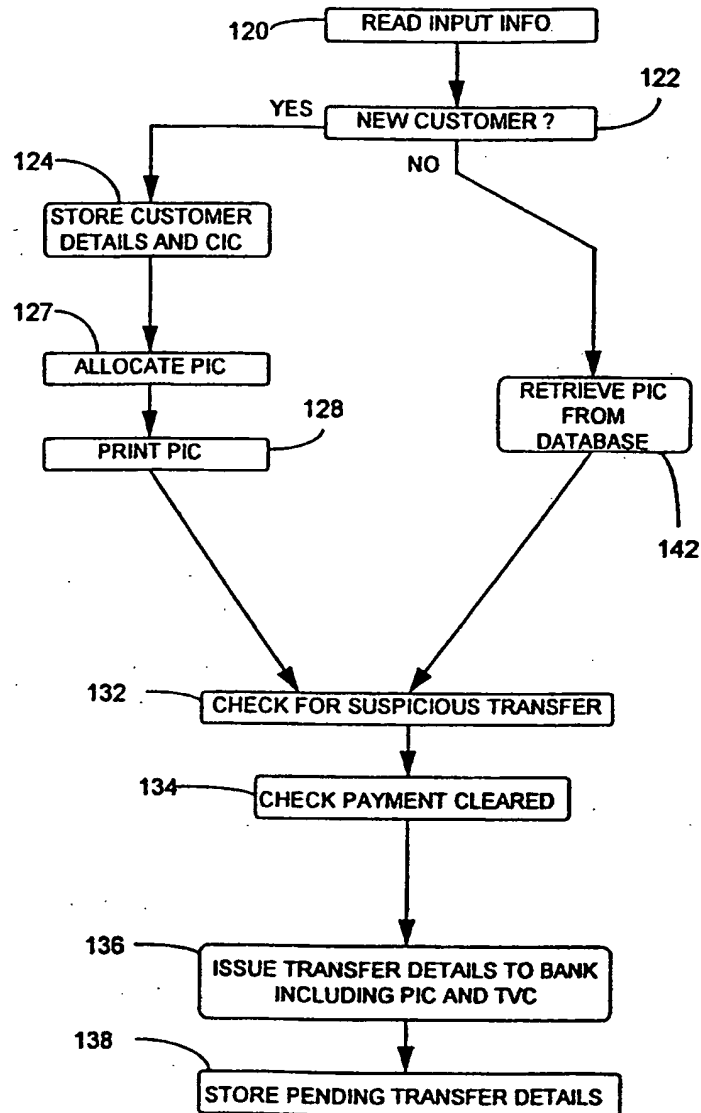 120
READ INPUT INFO
YES
NEW CUSTOMER ?
122
NO
124
STORE CUSTOMER
DETAILS AND CIC
127
ALLOCATE PIC
128
PRINT PIC
RETRIEVE PIC
FROM
DATABASE
142
132
CHECK FOR SUSPICIOUS TRANSFER
134
CHECK PAYMENT CLEARED
136
ISSUE TRANSFER DETAILS TO BANK
INCLUDING PIC AND TVC
138
STORE PENDING TRANSFER DETAILS